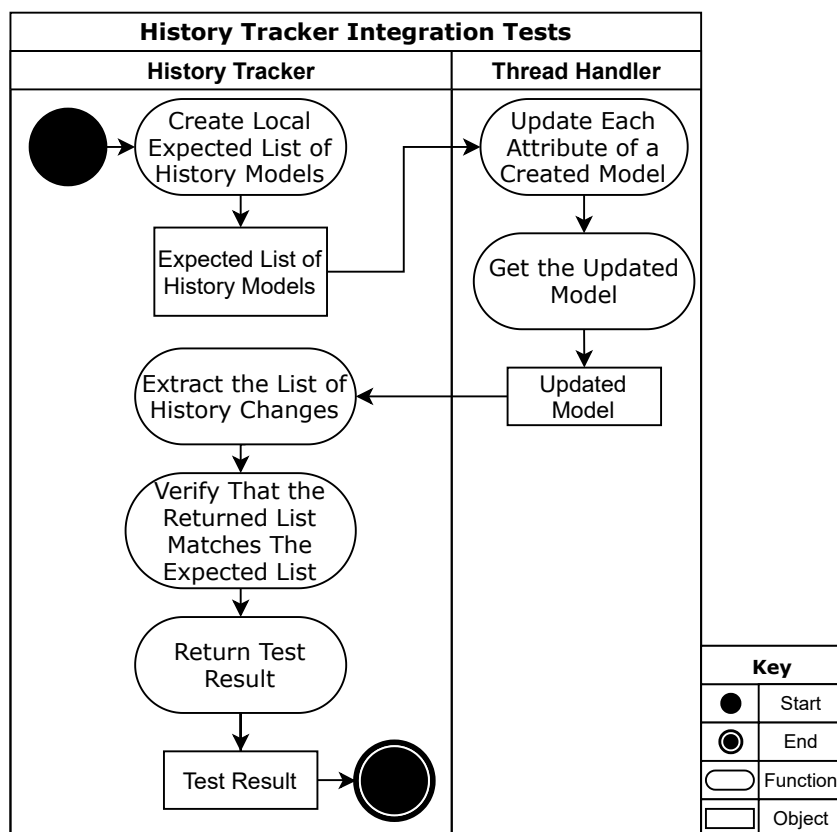 History Tracker Integration Tests
History Tracker
Thread Handler
Create Local
Expected List of
History Models
Update Each
Attribute of a
Created Model
Expected List of
History Models
Get the Updated
Model
Extract the List of
History Changes
Updated
Model
Verify That the
Returned List
Matches The
Expected List
Return Test
Result
Test Result
Key
Start
End
Function
Object